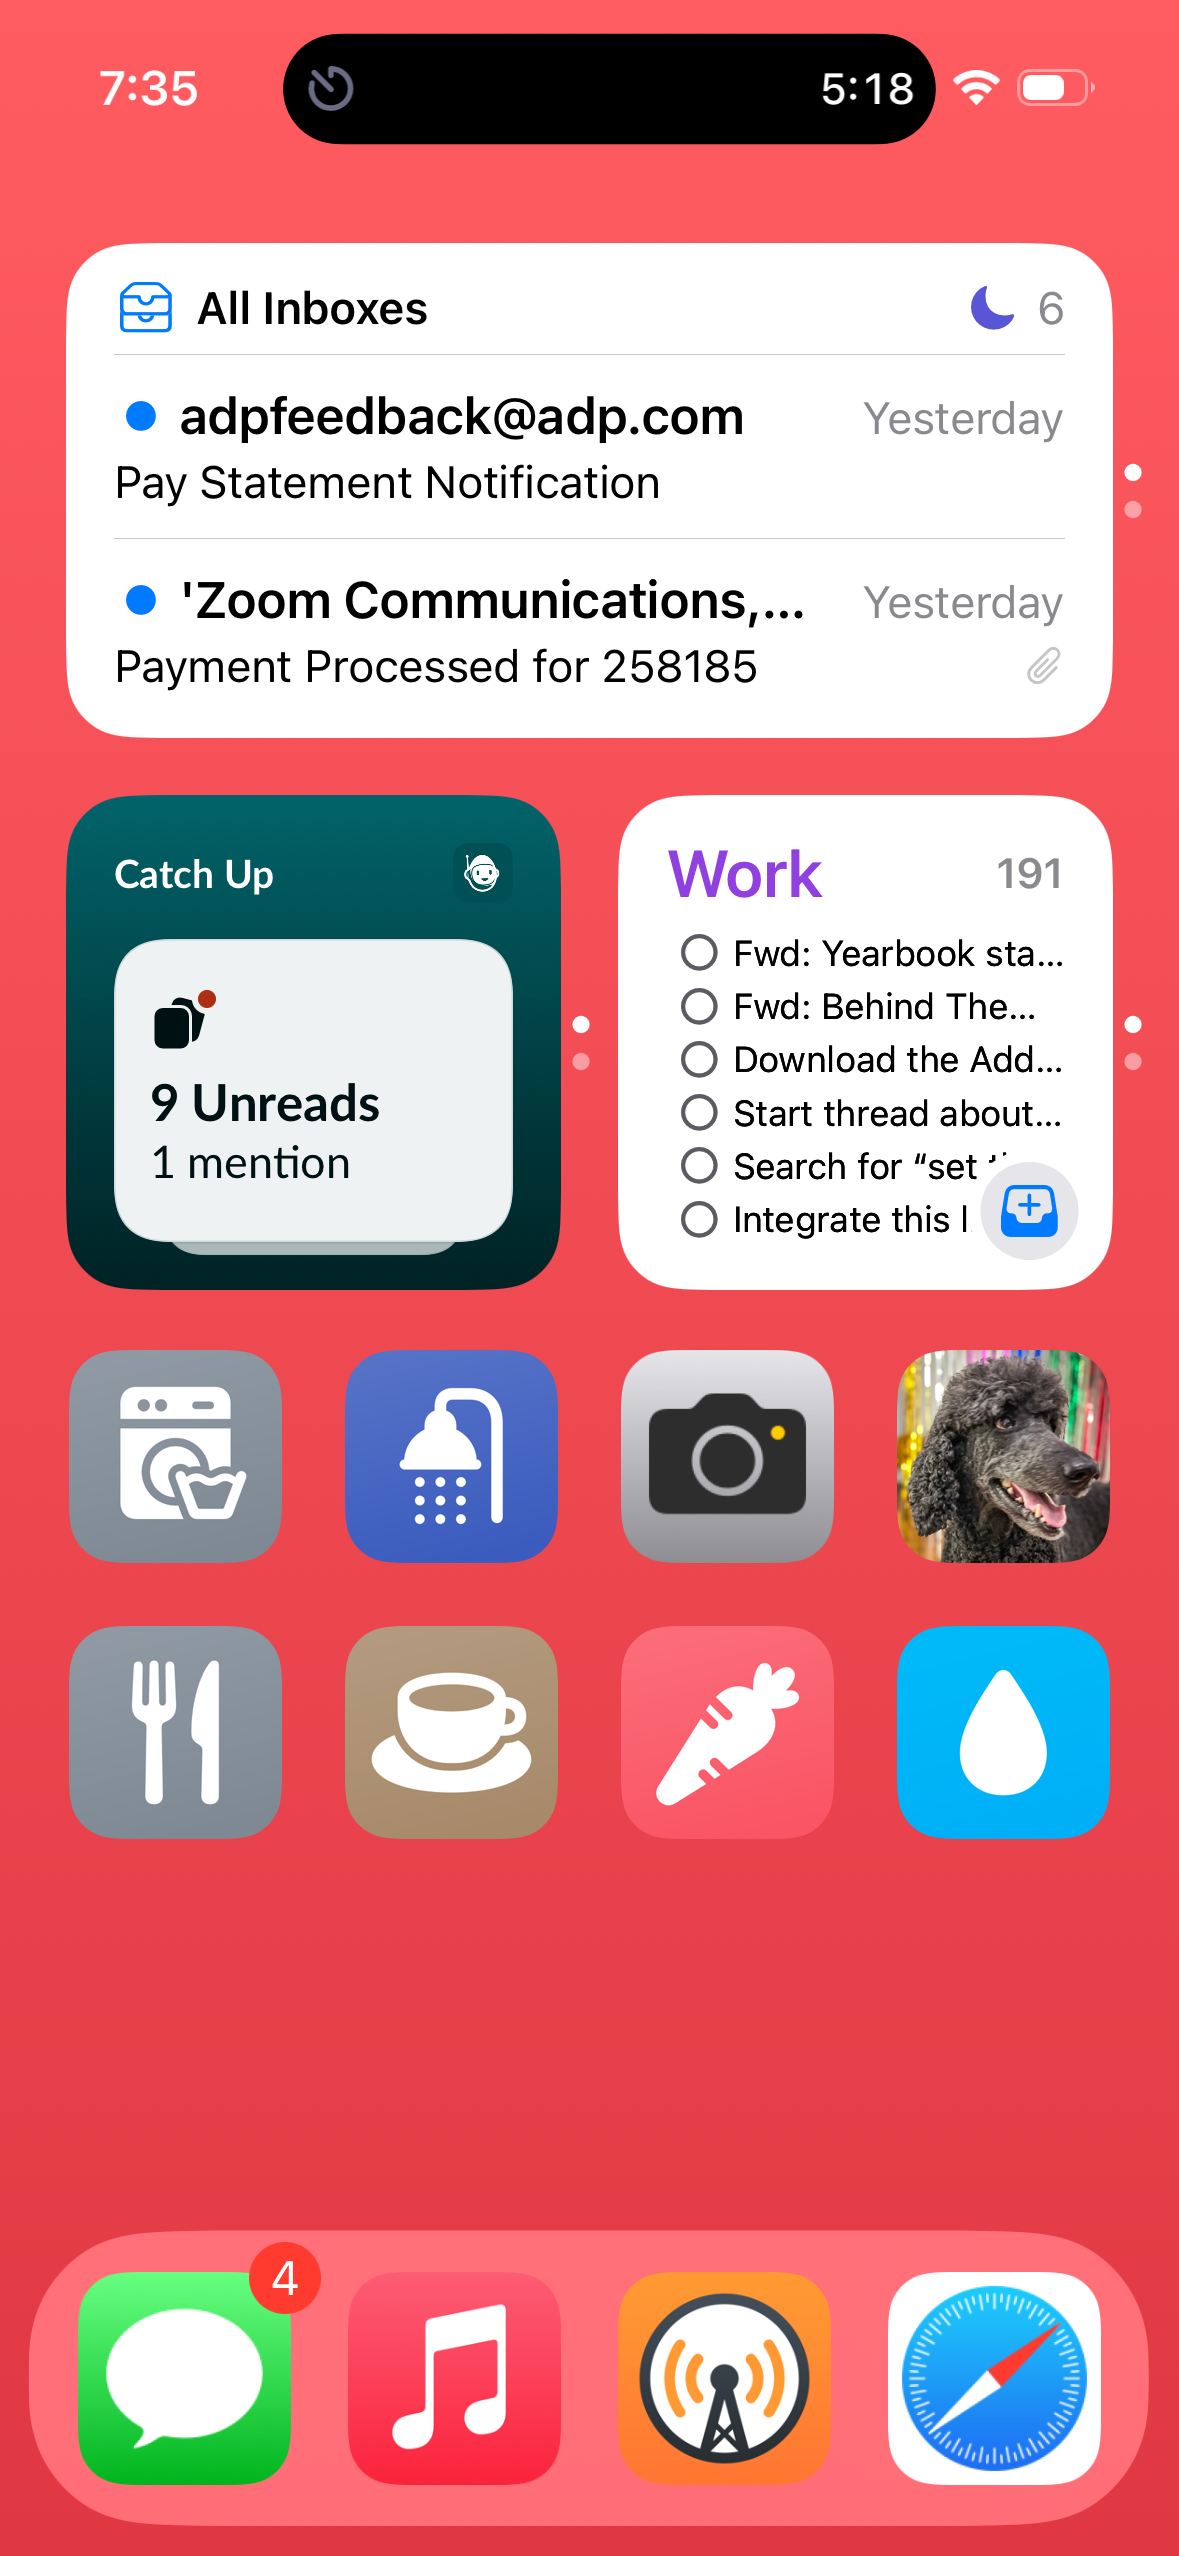 7:35
5:18
All Inboxes
6
adpfeedback@adp.com
Yesterday
Pay Statement Notification
'Zoom Communications,...
Yesterday
Payment Processed for 258185
Catch Up
9 Unreads
1 mention
Work
191
Fwd: Yearbook sta...
Fwd: Behind The...
Download the Add...
Start thread about...
Search for “set
Integrate this
4